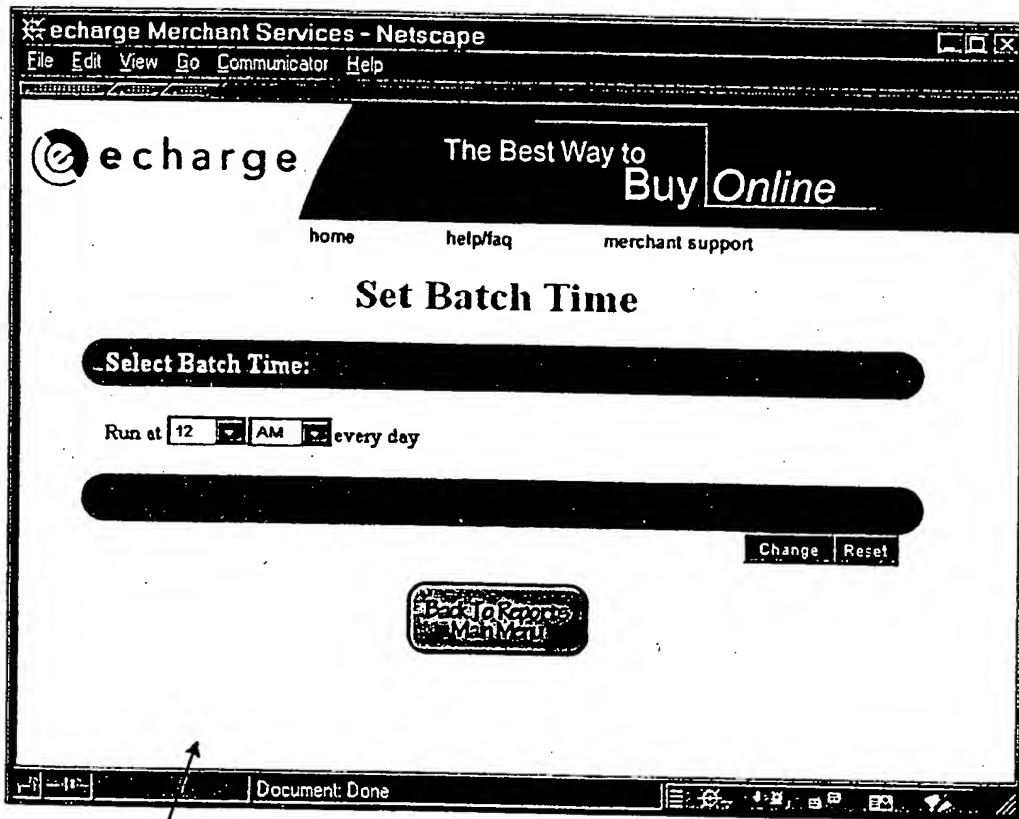 echarge Merchant Services - Netscape
File Edit View Go Communicator Help
echarge
The Best Way to
Buy Online
home help/faq merchant support
Set Batch Time
Select Batch Time:
Run at 12 AM every day
Change Reset
Back To Reports
Main Menu
Document: Done